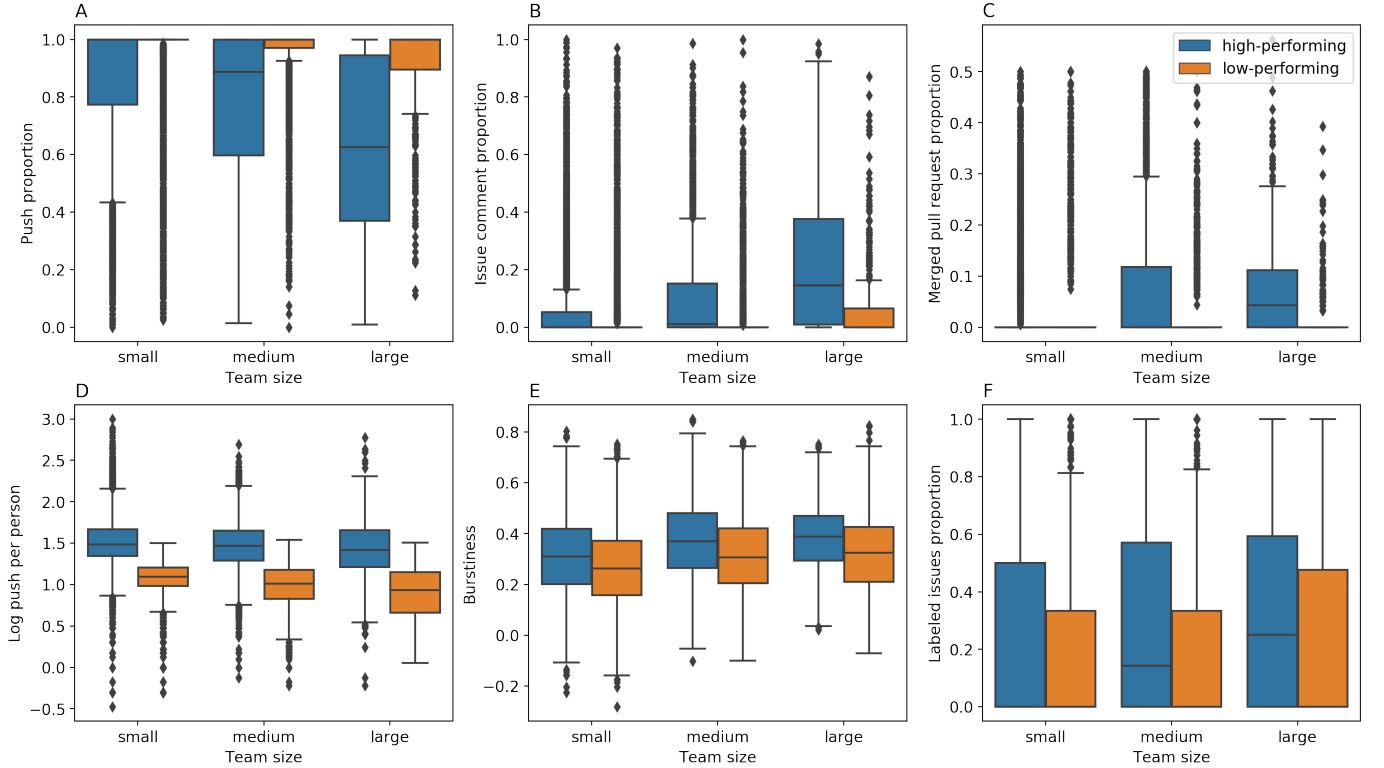 A
Push proportion
1.0
0.8
0.6
0.4
0.2
0.0
small medium large
Team size
B
Issue comment proportion
1.0
0.8
0.6
0.4
0.2
0.0
small medium large
Team size
C
Merged pull request proportion
0.5
0.4
0.3
0.2
0.1
0.0
high-performing
low-performing
small medium large
Team size
D
Log push per person
3.0
2.5
2.0
1.5
1.0
0.5
0.0
−0.5
small medium large
Team size
E
Burstiness
0.8
0.6
0.4
0.2
0.0
−0.2
small medium large
Team size
F
Labeled issues proportion
1.0
0.8
0.6
0.4
0.2
0.0
small medium large
Team size